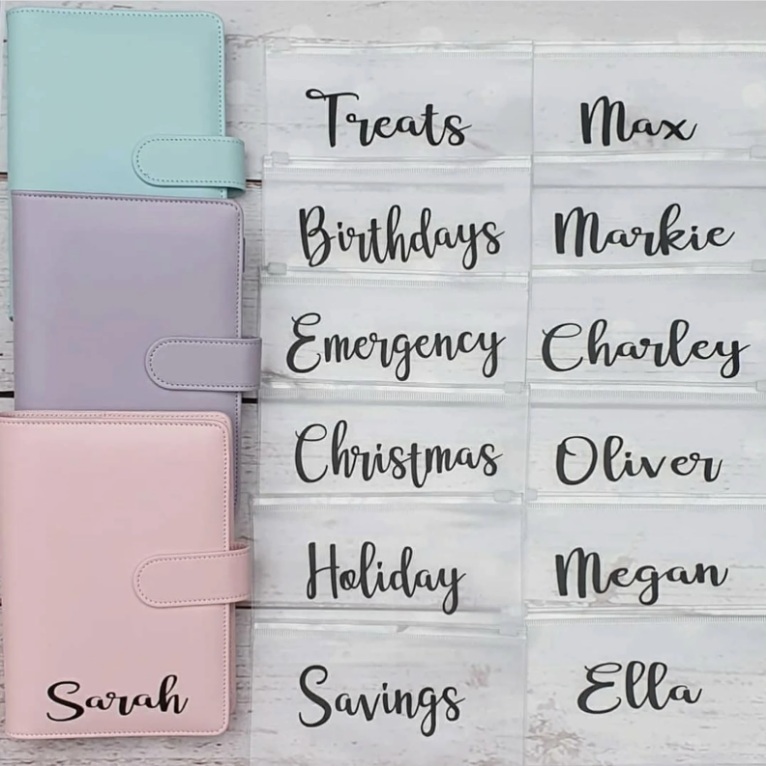 Treats
Birthdays
Emergency
Christmas
Holiday
Savings
Max
Markie
Charley
Oliver
Megan
Ella
Sarah